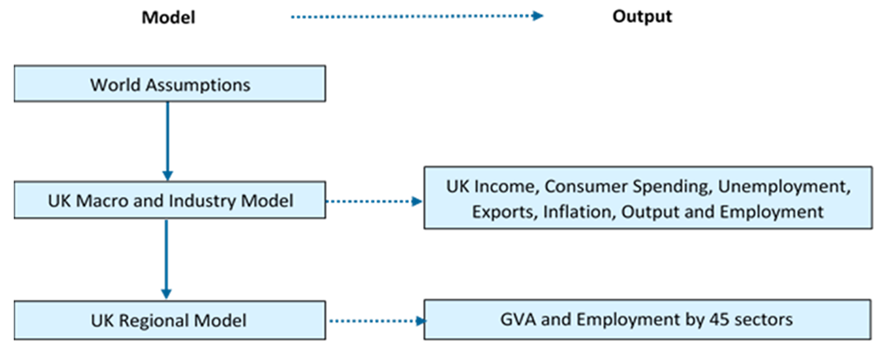 Model
Output
World Assumptions
UK Macro and Industry Model
UK Income, Consumer Spending, Unemployment,
Exports, Inflation, Output and Employment
UK Regional Model
GVA and Employment by 45 sectors